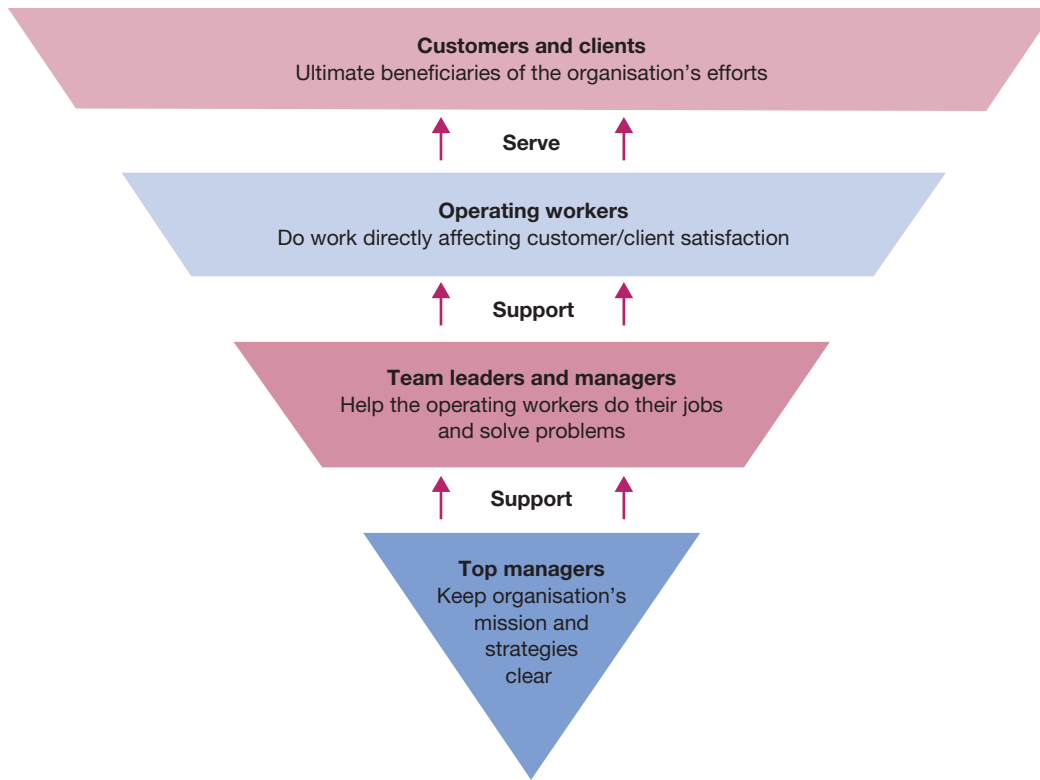 Customers and clients
Ultimate beneficiaries of the organisation’s efforts
Serve
Operating workers
Do work directly affecting customer/client satisfaction
Support
Team leaders and managers
Help the operating workers do their jobs
and solve problems
Support
Top managers
Keep organisation’s
mission and
strategies
clear